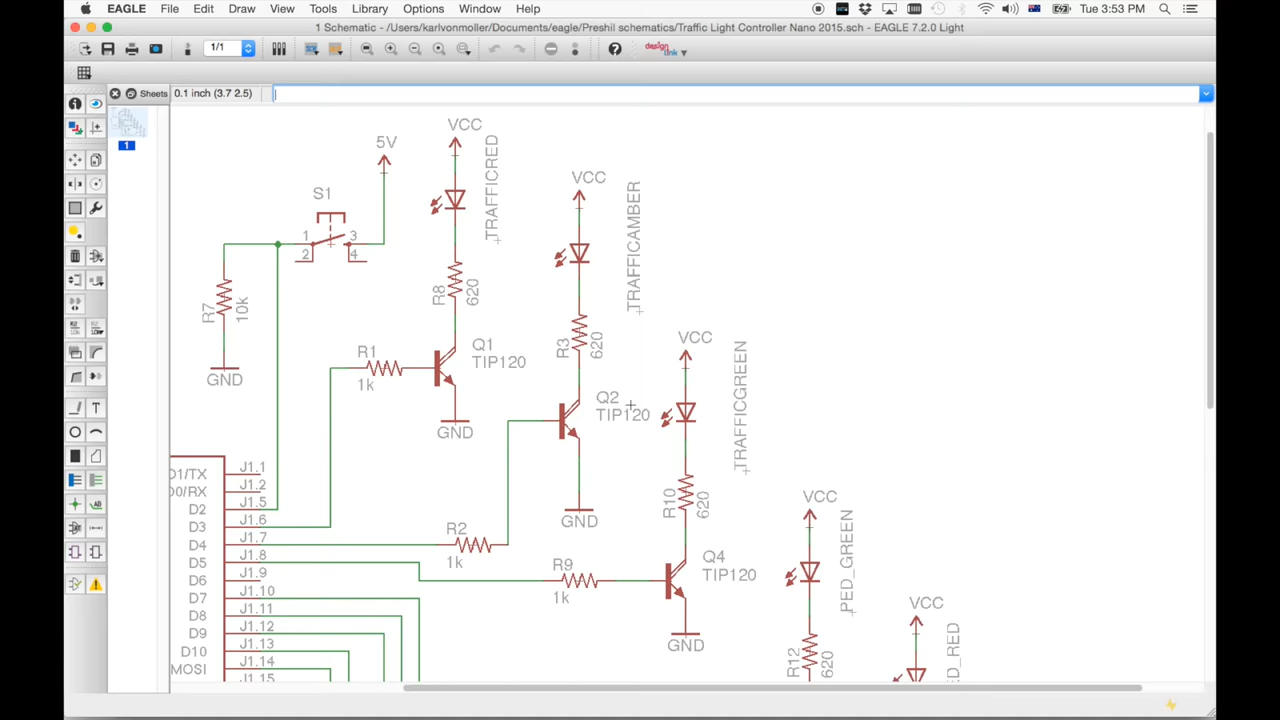 EAGLE File Edit Draw View Tools Library Options Window Help Tue 3:53 PM
1 Schematic - /Users/karlvonmoller/Documents/eagle/Preshil schematics/Traffic Light Controller Nano 2015.sch - EAGLE 7.2.0 Light
1/1 design link
Sheets 0.1 inch (3.7 2.5)
1
VCC
5V
TRAFFICRED
S1
1 3
2 4
R7
10k
GND
R8
620
R1
1k
Q1
TIP120
GND
VCC
TRAFFICAMBER
R3
620
Q2
TIP120
GND
VCC
TRAFFICGREEN
R10
620
Q4
TIP120
GND
R2
1k
R9
1k
VCC
PED_GREEN
R12
620
VCC
ED_RED
D1/TX J1.1
D0/RX J1.2
D2 J1.5
D3 J1.6
D4 J1.7
D5 J1.8
D6 J1.9
D7 J1.10
D8 J1.11
D9 J1.12
D10 J1.13
MOSI J1.14
J1.15